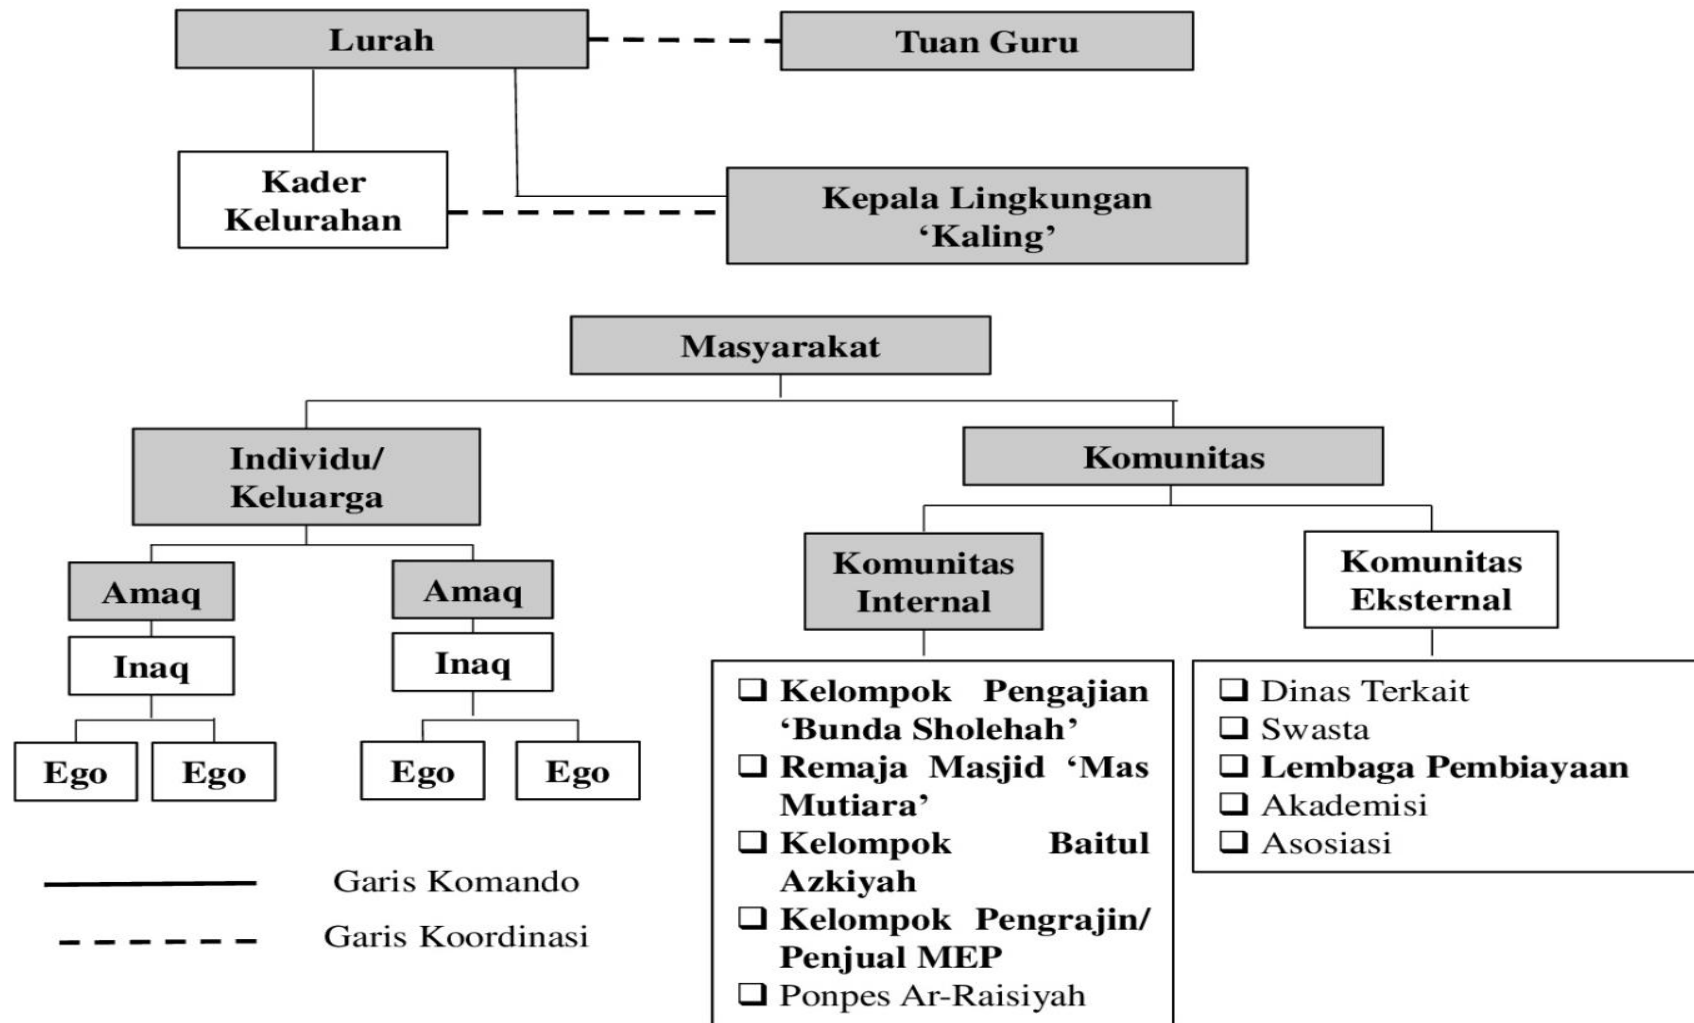 Lurah
Tuan Guru
Kader
Kelurahan
Kepala Lingkungan
‘Kaling’
Masyarakat
Individu/
Keluarga
Komunitas
Amaq
Amaq
Inaq
Inaq
Ego
Ego
Ego
Ego
Komunitas
Internal
Komunitas
Eksternal
❑ Kelompok Pengajian
‘Bunda Sholehah’
❑ Remaja Masjid ‘Mas
Mutiara’
❑ Kelompok Baitul
Azkiyah
❑ Kelompok Pengrajin/
Penjual MEP
❑ Ponpes Ar-Raisiyah
❑ Dinas Terkait
❑ Swasta
❑ Lembaga Pembiayaan
❑ Akademisi
❑ Asosiasi
Garis Komando
Garis Koordinasi